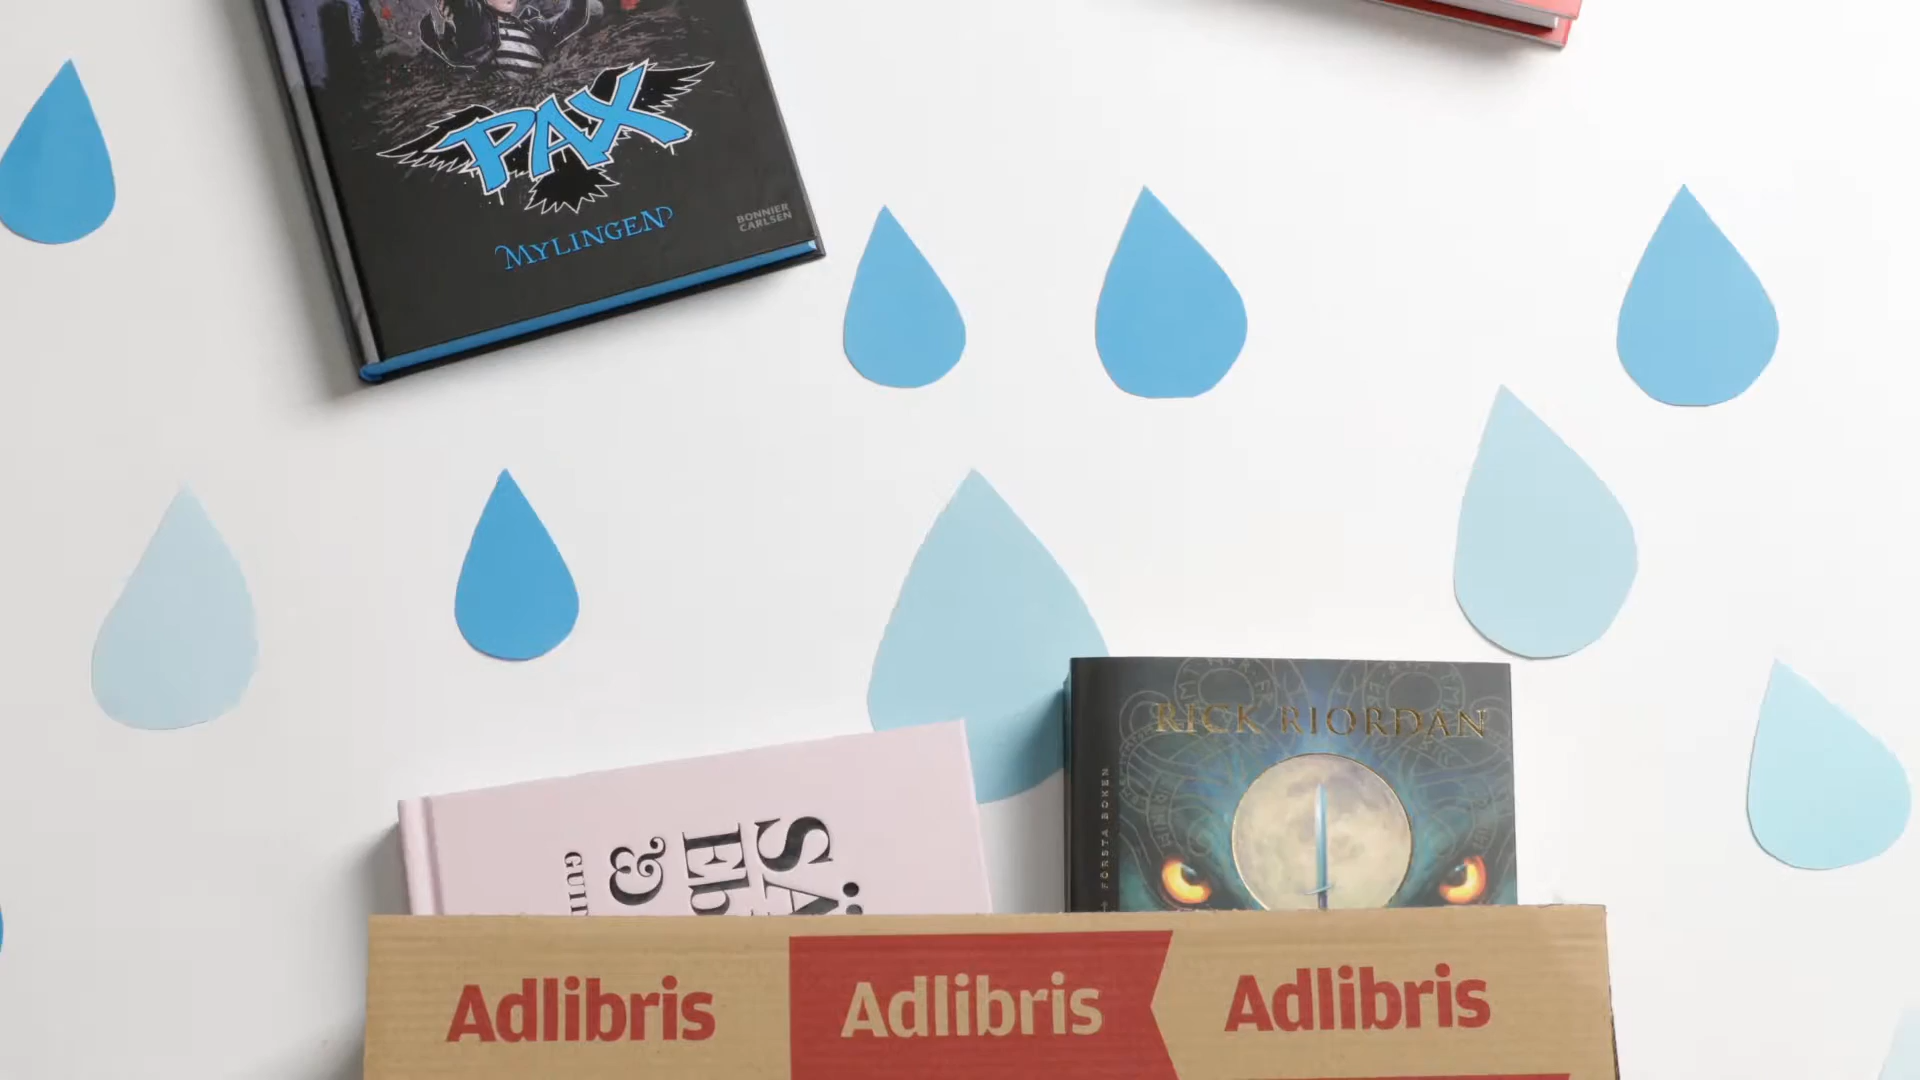 PAX
MYLINGEN
BONNIER
CARLSEN
RICK RIORDAN
FÖRSTA BOKEN
&
Adlibris
Adlibris
Adlibris